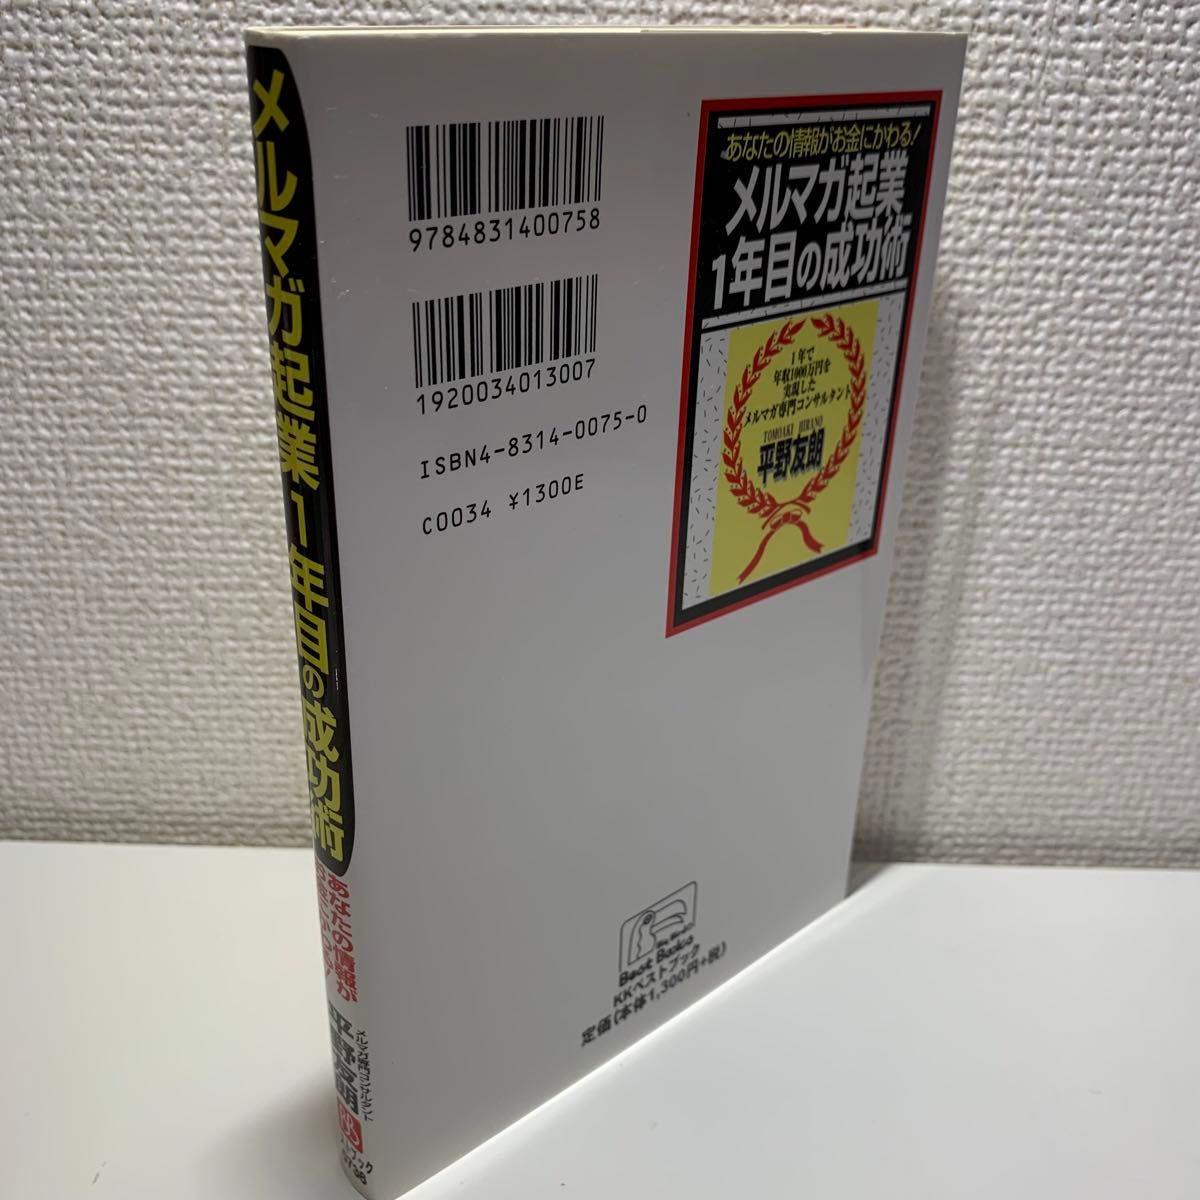 メルマガ起業1年目の成功術
あなたの情報が
お金にかわる!
メルマガ専門コンサルタント
平野友朗
9784831400758
1920034013007
ISBN4-8314-0075-0
C0034 ¥1300E
あなたの情報がお金にかわる!
メルマガ起業
1年目の成功術
1年で
年収1000万円を
実現した
メルマガ専門コンサルタント
TOMOAKI HIRANO
平野友朗
Best Books
KKベストブック
定価(本体1,300円+税)